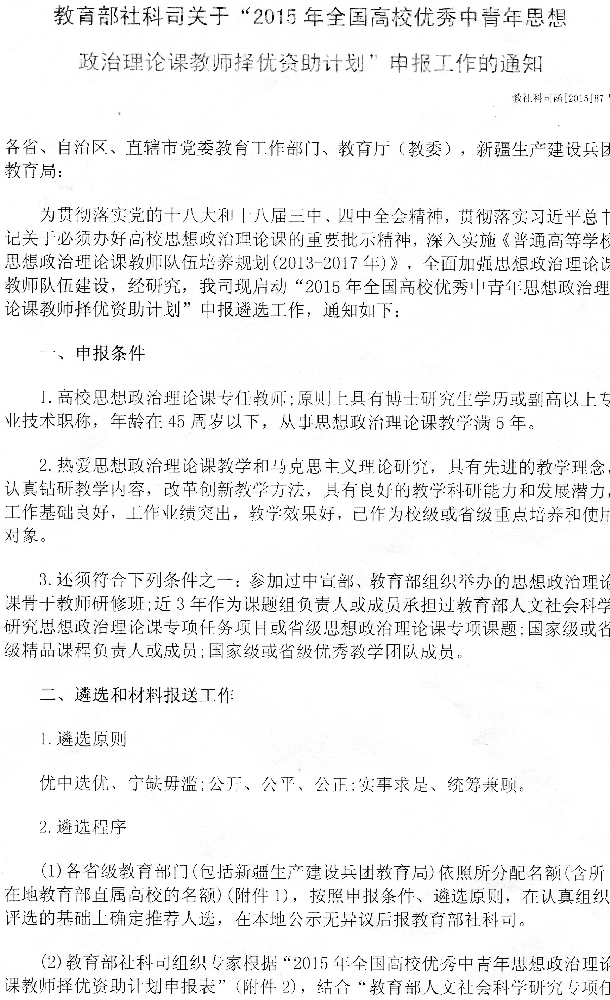 教育部社科司关于“2015年全国高校优秀中青年思想
政治理论课教师择优资助计划”申报工作的通知
教社科司函[2015]87号
各省、自治区、直辖市党委教育工作部门、教育厅（教委），新疆生产建设兵团
教育局：
为贯彻落实党的十八大和十八届三中、四中全会精神，贯彻落实习近平总书
记关于必须办好高校思想政治理论课的重要批示精神，深入实施《普通高等学校
思想政治理论课教师队伍培养规划(2013-2017年)》，全面加强思想政治理论课
教师队伍建设，经研究，我司现启动“2015年全国高校优秀中青年思想政治理
论课教师择优资助计划”申报遴选工作，通知如下：
一、申报条件
1.高校思想政治理论课专任教师;原则上具有博士研究生学历或副高以上专
业技术职称，年龄在45周岁以下，从事思想政治理论课教学满5年。
2.热爱思想政治理论课教学和马克思主义理论研究，具有先进的教学理念，
认真钻研教学内容，改革创新教学方法，具有良好的教学科研能力和发展潜力，
工作基础良好，工作业绩突出，教学效果好，已作为校级或省级重点培养和使用
对象。
3.还须符合下列条件之一：参加过中宣部、教育部组织举办的思想政治理论
课骨干教师研修班;近3年作为课题组负责人或成员承担过教育部人文社会科学
研究思想政治理论课专项任务项目或省级思想政治理论课专项课题;国家级或省
级精品课程负责人或成员;国家级或省级优秀教学团队成员。
二、遴选和材料报送工作
1.遴选原则
优中选优、宁缺毋滥;公开、公平、公正;实事求是、统筹兼顾。
2.遴选程序
(1)各省级教育部门(包括新疆生产建设兵团教育局)依照所分配名额(含所
在地教育部直属高校的名额)(附件1)，按照申报条件、遴选原则，在认真组织
评选的基础上确定推荐人选，在本地公示无异议后报教育部社科司。
(2)教育部社科司组织专家根据“2015年全国高校优秀中青年思想政治理论
课教师择优资助计划申报表”(附件2)，结合“教育部人文社会科学研究专项任